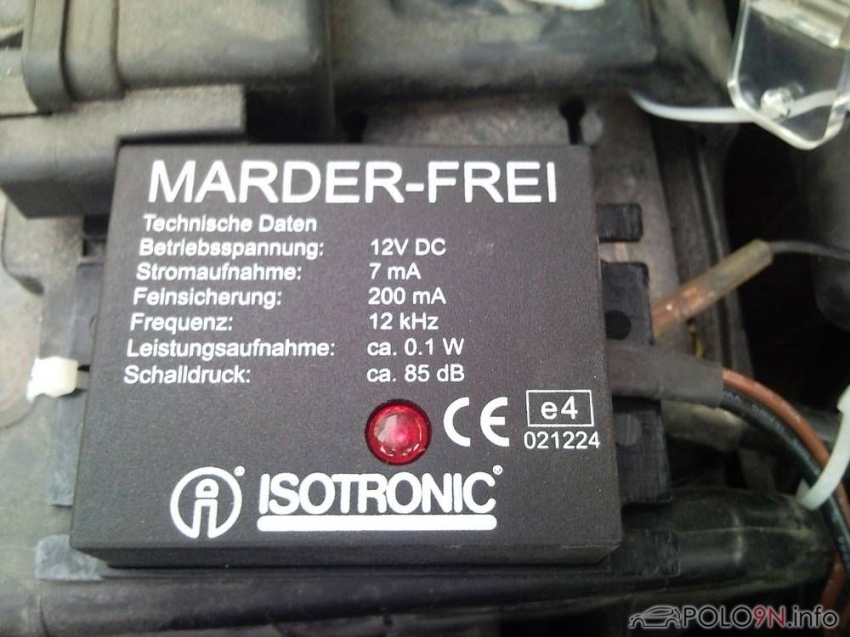 MARDER-FREI
Technische Daten
Betriebsspannung: 12V DC
Stromaufnahme: 7 mA
Feinsicherung: 200 mA
Frequenz: 12 kHz
Leistungsaufnahme: ca. 0.1 W
Schalldruck: ca. 85 dB
CE e4
021224
ISOTRONIC®
POLO9N.info